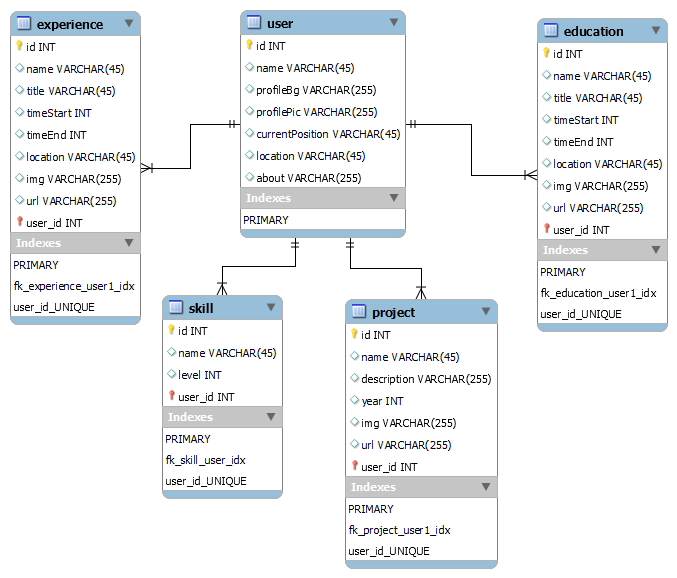 experience
id INT
name VARCHAR(45)
title VARCHAR(45)
timeStart INT
timeEnd INT
location VARCHAR(45)
img VARCHAR(255)
url VARCHAR(255)
user_id INT
Indexes
PRIMARY
fk_experience_user1_idx
user_id_UNIQUE
user
id INT
name VARCHAR(45)
profileBg VARCHAR(255)
profilePic VARCHAR(255)
currentPosition VARCHAR(45)
location VARCHAR(45)
about VARCHAR(255)
Indexes
PRIMARY
education
id INT
name VARCHAR(45)
title VARCHAR(45)
timeStart INT
timeEnd INT
location VARCHAR(45)
img VARCHAR(255)
url VARCHAR(255)
user_id INT
Indexes
PRIMARY
fk_education_user1_idx
user_id_UNIQUE
skill
id INT
name VARCHAR(45)
level INT
user_id INT
Indexes
PRIMARY
fk_skill_user_idx
user_id_UNIQUE
project
id INT
name VARCHAR(45)
description VARCHAR(255)
year INT
img VARCHAR(255)
url VARCHAR(255)
user_id INT
Indexes
PRIMARY
fk_project_user1_idx
user_id_UNIQUE